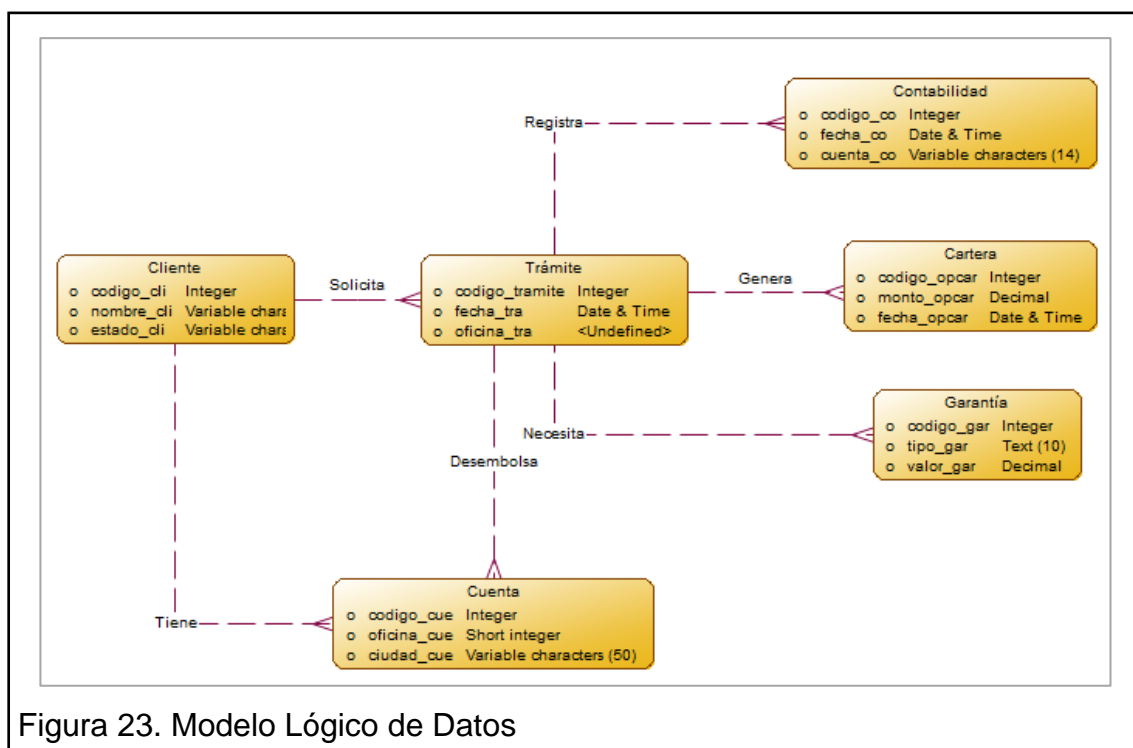 Contabilidad
o codigo_co Integer
o fecha_co Date & Time
o cuenta_co Variable characters (14)
Registra
Cliente
o codigo_cli Integer
o nombre_cli Variable chara
o estado_cli Variable chara
Solicita
Trámite
o codigo_tramite Integer
o fecha_tra Date & Time
o oficina_tra <Undefined>
Genera
Cartera
o codigo_opcar Integer
o monto_opcar Decimal
o fecha_opcar Date & Time
Necesita
Garantía
o codigo_gar Integer
o tipo_gar Text (10)
o valor_gar Decimal
Desembolsa
Tiene
Cuenta
o codigo_cue Integer
o oficina_cue Short integer
o ciudad_cue Variable characters (50)
Figura 23. Modelo Lógico de Datos